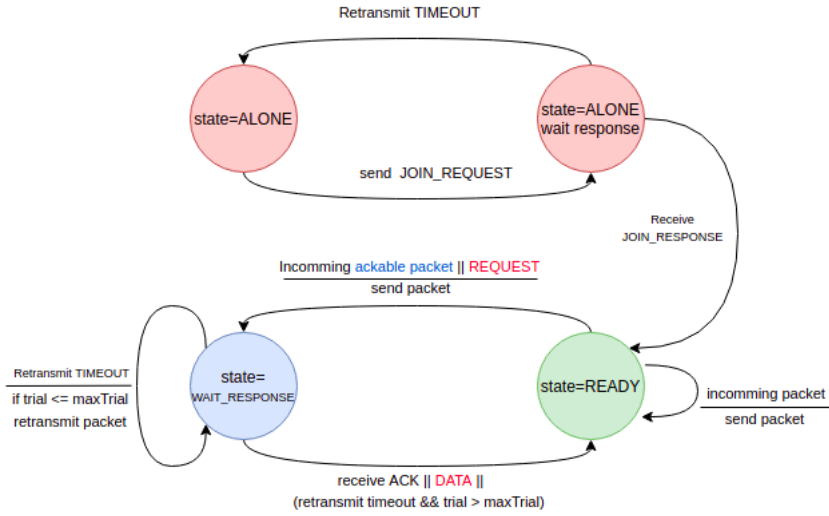 Retransmit TIMEOUT
state=ALONE
state=ALONE
wait response
send JOIN_REQUEST
Receive
JOIN_RESPONSE
Incomming ackable packet || REQUEST
send packet
Retransmit TIMEOUT
if trial <= maxTrial
retransmit packet
state=
WAIT_RESPONSE
state=READY
incomming packet
send packet
receive ACK || DATA ||
(retransmit timeout && trial > maxTrial)